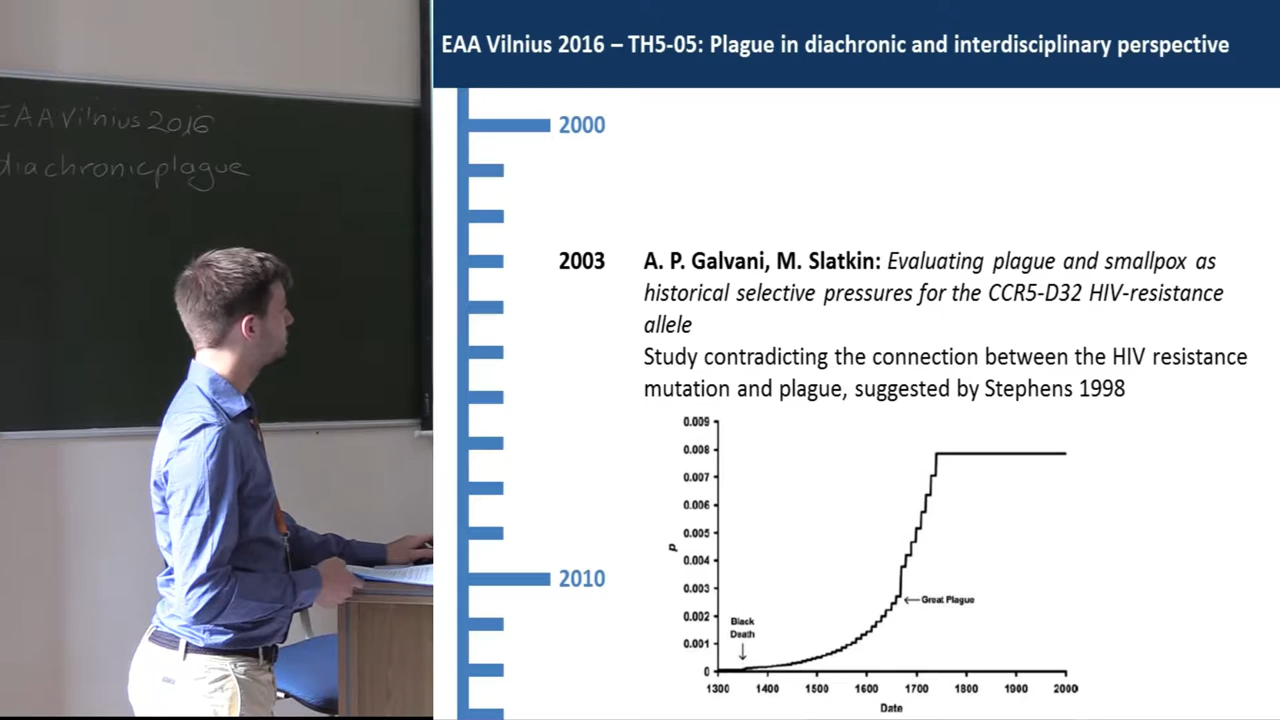 EAA Vilnius 2016
diachronicplague
EAA Vilnius 2016 – TH5-05: Plague in diachronic and interdisciplinary perspective
2000
2003
A. P. Galvani, M. Slatkin: Evaluating plague and smallpox as
historical selective pressures for the CCR5-D32 HIV-resistance
allele
Study contradicting the connection between the HIV resistance
mutation and plague, suggested by Stephens 1998
2010
0.009
0.008
0.007
0.006
0.005
0.004
0.003
0.002
0.001
0
P
Black
Death
Great Plague
1300 1400 1500 1600 1700 1800 1900 2000
Date